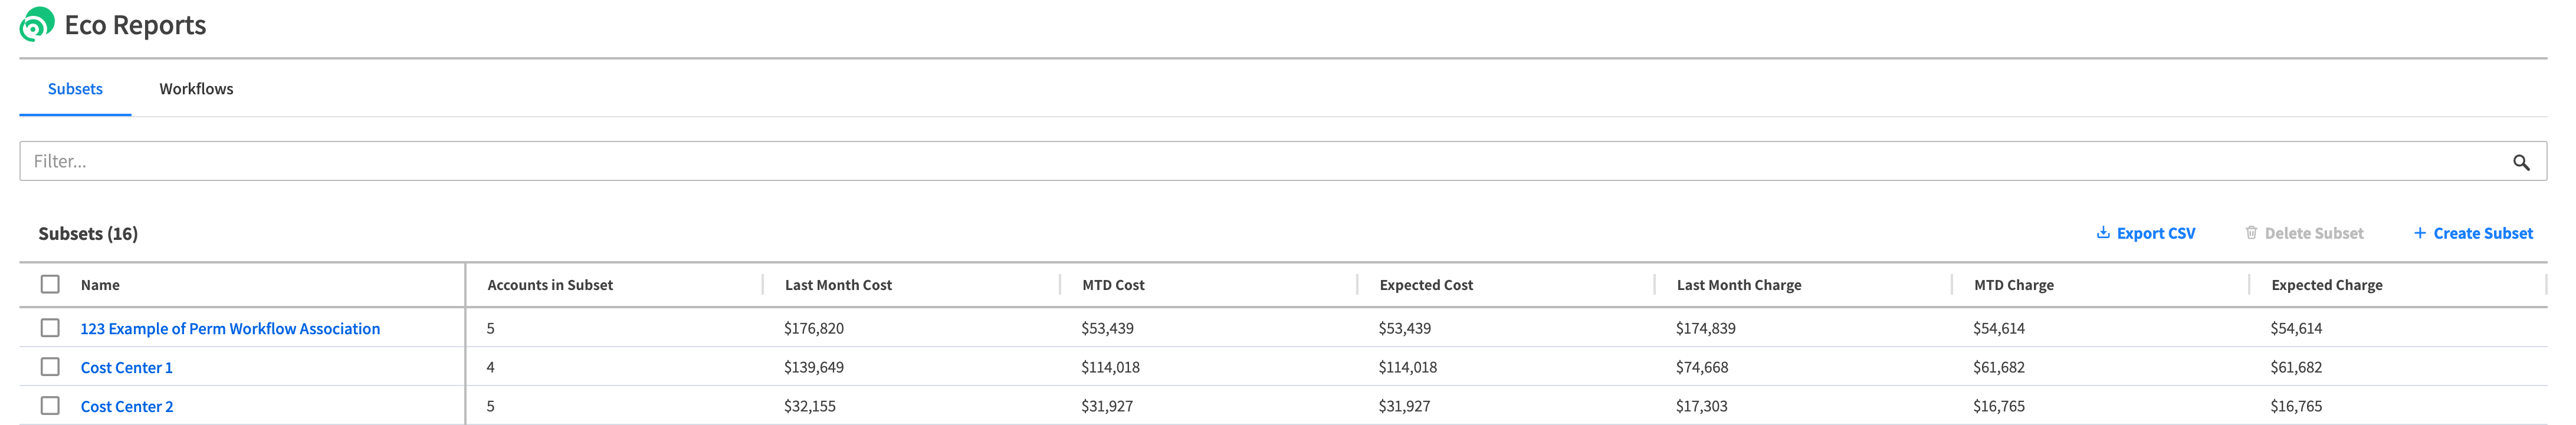 Eco Reports
Subsets Workflows
Filter...
Subsets (16) Export CSV Delete Subset + Create Subset
Name Accounts in Subset Last Month Cost MTD Cost Expected Cost Last Month Charge MTD Charge Expected Charge
123 Example of Perm Workflow Association 5 $176,820 $53,439 $53,439 $174,839 $54,614 $54,614
Cost Center 1 4 $139,649 $114,018 $114,018 $74,668 $61,682 $61,682
Cost Center 2 5 $32,155 $31,927 $31,927 $17,303 $16,765 $16,765